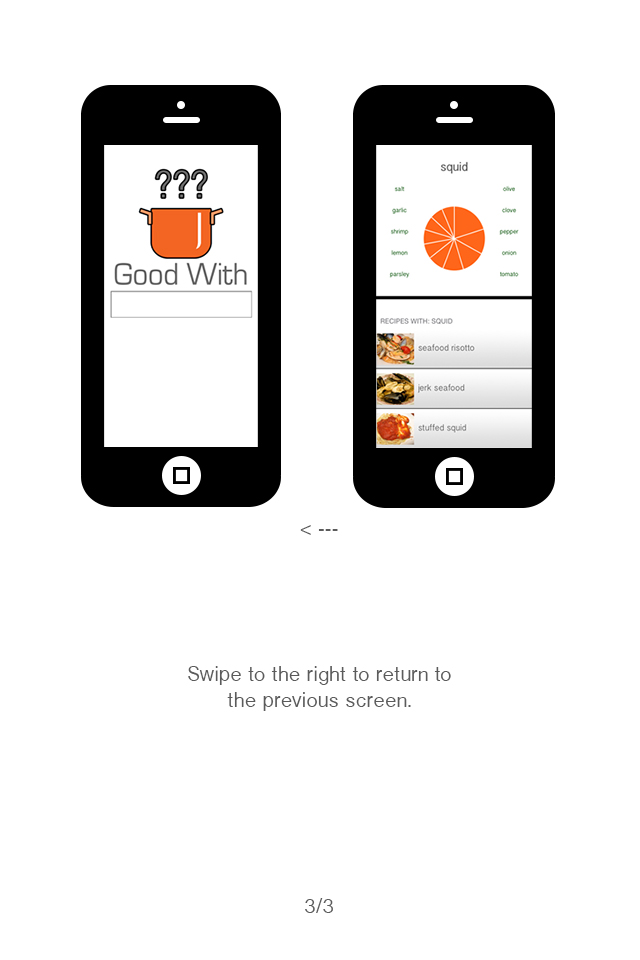 ???
Good With
squid
salt
olive
garlic
clove
shrimp
pepper
lemon
onion
parsley
tomato
RECIPES WITH: SQUID
seafood risotto
jerk seafood
stuffed squid
< ---
Swipe to the right to return to
the previous screen.
3/3